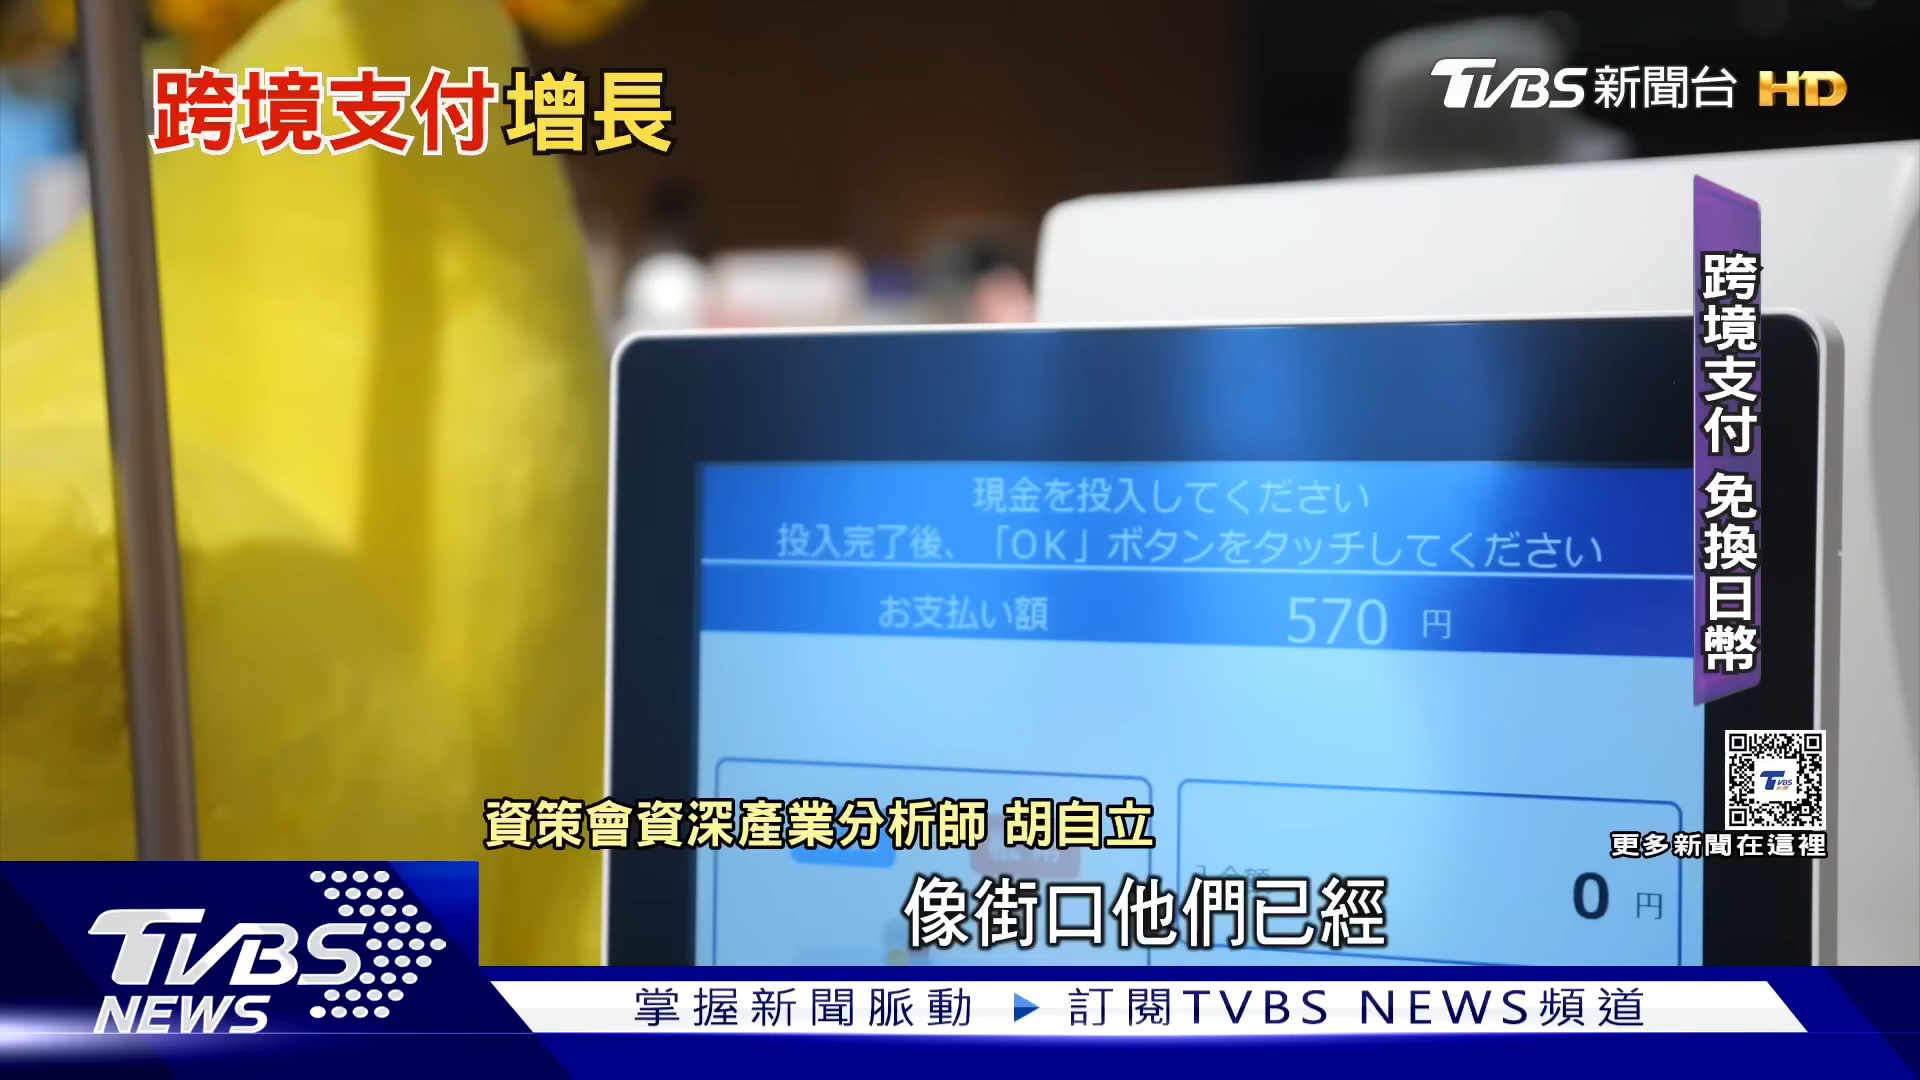 跨境支付增長
TVBS新聞台 HD
跨境支付 免換日幣
現金を投入してください
投入完了後、「OK」ボタンをタッチしてください
お支払い額 570 円
資策會資深產業分析師 胡自立
TVBS
更多新聞在這裡
0 円
像街口他們已經
TVBS
NEWS
掌握新聞脈動 ▶ 訂閱TVBS NEWS頻道